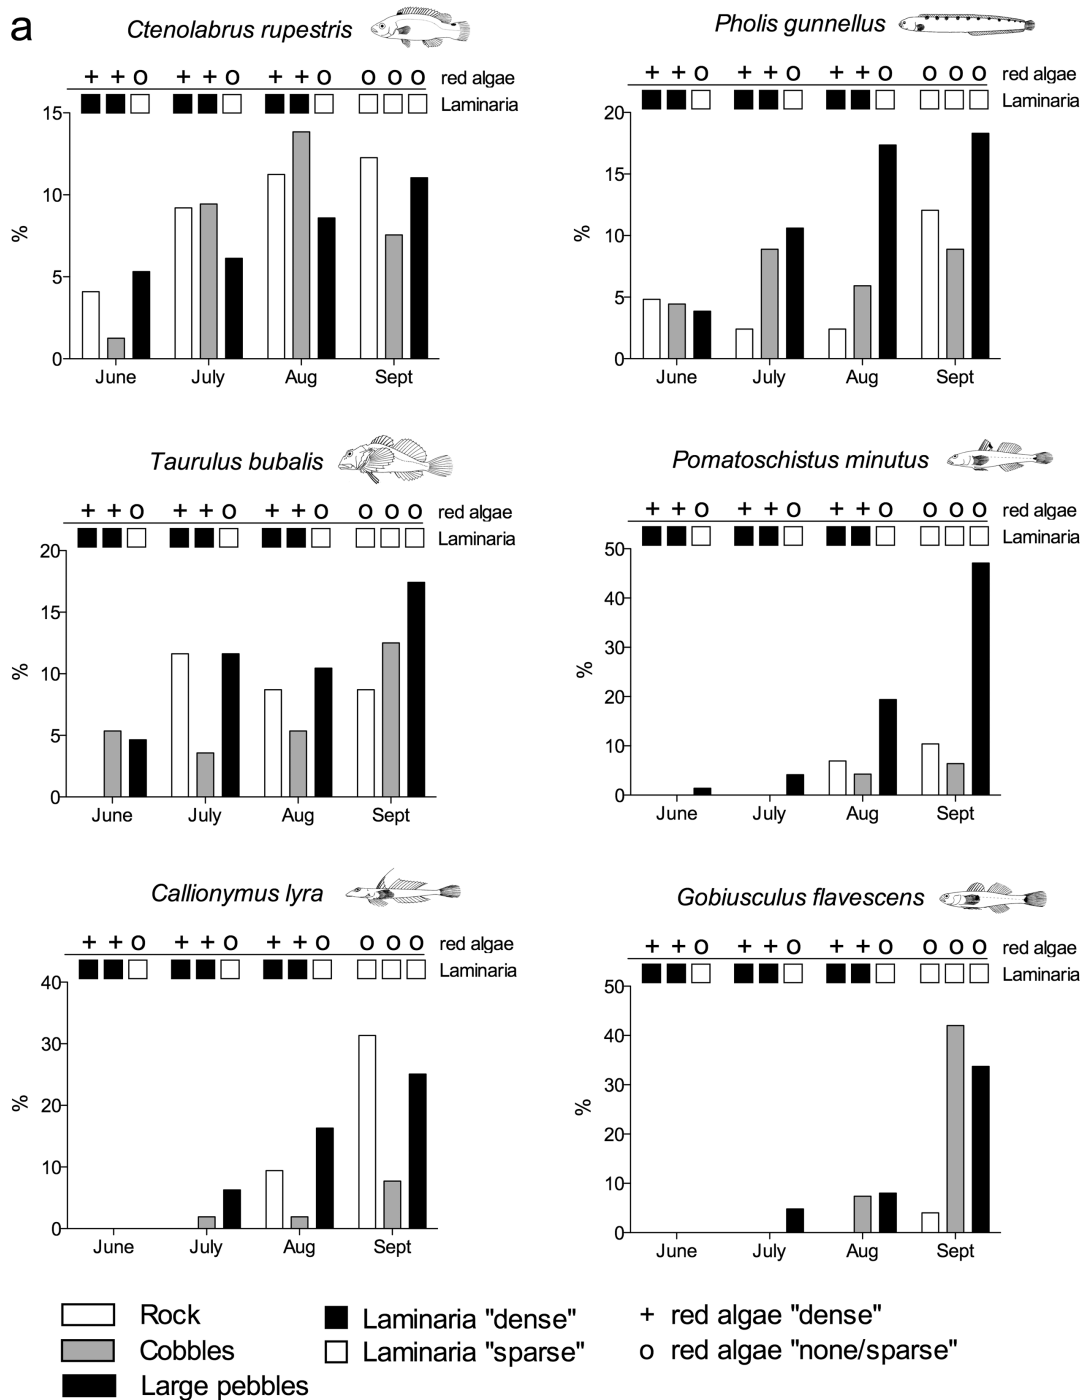 a
Ctenolabrus rupestris
+ + o + + o + + o o o o red algae
Laminaria
15
10
5
0
%
June July Aug Sept
Pholis gunnellus
+ + o + + o + + o o o o red algae
Laminaria
20
15
10
5
0
%
June July Aug Sept
Taurulus bubalis
+ + o + + o + + o o o o red algae
Laminaria
20
15
10
5
0
%
June July Aug Sept
Pomatoschistus minutus
+ + o + + o + + o o o o red algae
Laminaria
50
40
30
20
10
0
%
June July Aug Sept
Callionymus lyra
+ + o + + o + + o o o o red algae
Laminaria
40
30
20
10
0
%
June July Aug Sept
Gobiusculus flavescens
+ + o + + o + + o o o o red algae
Laminaria
50
40
30
20
10
0
%
June July Aug Sept
Rock
Cobbles
Large pebbles
Laminaria "dense"
Laminaria "sparse"
+ red algae "dense"
o red algae "none/sparse"